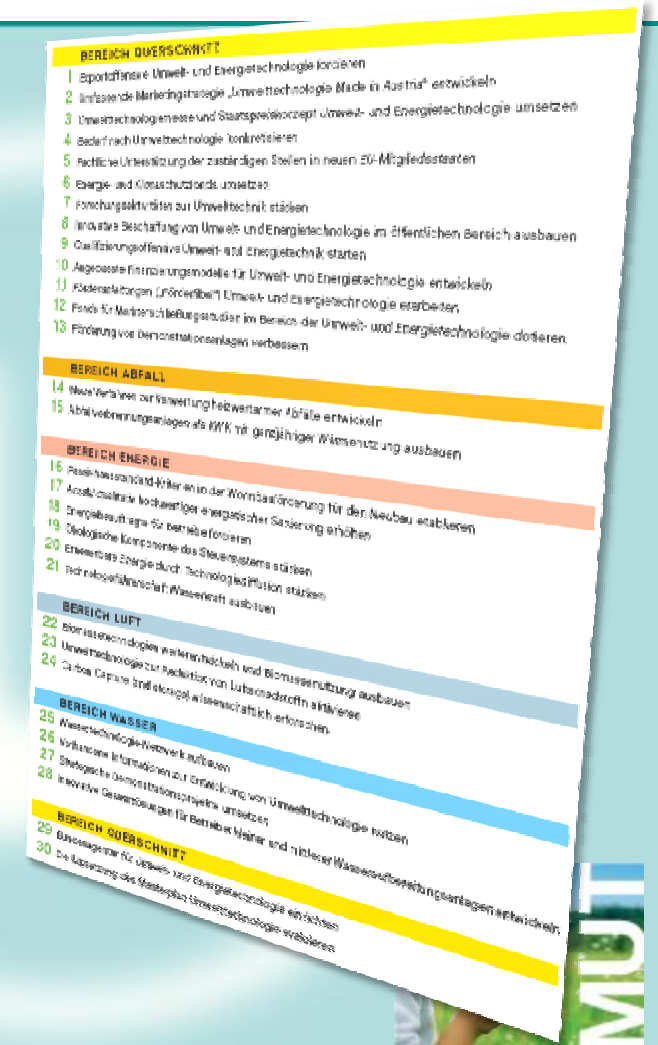 BEREICH QUERSCHNITT
1 Exportoffensive Umwelt- und Energietechnologie forcieren
2 Umfassende Marketingstrategie „Umwelttechnologie Made in Austria“ entwickeln
3 Umwelttechnologiemesse und Staatspreiskonzept Umwelt- und Energietechnologie umsetzen
4 Bedarf nach Umwelttechnologie konkretisieren
5 Fachliche Unterstützung der zuständigen Stellen in neuen EU-Mitgliedsstaaten
6 Energie- und Klimaschutzfonds umsetzen
7 Forschungsaktivitäten zur Umwelttechnik stärken
8 Innovative Beschaffung von Umwelt- und Energietechnologie im öffentlichen Bereich ausbauen
9 Qualifizierungsoffensive Umwelt- und Energietechnik starten
10 Angepasste Finanzierungsmodelle für Umwelt- und Energietechnologie entwickeln
11 Förderanleitungen („Förderfibel“) Umwelt- und Energietechnologie erarbeiten
12 Fonds für Markterschließungsstudien im Bereich der Umwelt- und Energietechnologie dotieren
13 Förderung von Demonstrationsanlagen verbessern
BEREICH ABFALL
14 Neue Verfahren zur Verwertung heizwertarmer Abfälle entwickeln
15 Abfallverbrennungsanlagen als KWK mit ganzjähriger Wärmenutzung ausbauen
BEREICH ENERGIE
16 Passivhausstandard-Kriterien in der Wohnbauförderung für den Neubau etablieren
17 Anzahl qualitativ hochwertiger energetischer Sanierung erhöhen
18 Energiebeauftragte für Betriebe forcieren
19 Ökologische Komponente des Steuersystems stärken
20 Erneuerbare Energie durch Technologiediffusion stärken
21 Technologieführerschaft Wasserkraft ausbauen
BEREICH LUFT
22 Biomassetechnologien weiterentwickeln und Biomassenutzung ausbauen
23 Umwelttechnologie zur Reduktion von Luftschadstoffn aktivieren
24 Carbon Capture (and storage) wissenschaftlich erforschen
BEREICH WASSER
25 Wassertechnologie-Netzwerk aufbauen
26 Vorhandene Informationen zur Entwicklung von Umwelttechnologie nutzen
27 Strategische Demonstrationsprojekte umsetzen
28 Innovative Gesamtlösungen für Betreiber kleiner und mittlerer Wasseraufbereitungsanlagen entwickeln
BEREICH QUERSCHNITT
29 Bundesagentur für Umwelt- und Energietechnologie einrichten
30 Die Umsetzung des Masterplan Umwelttechnologie evaluieren
MUT